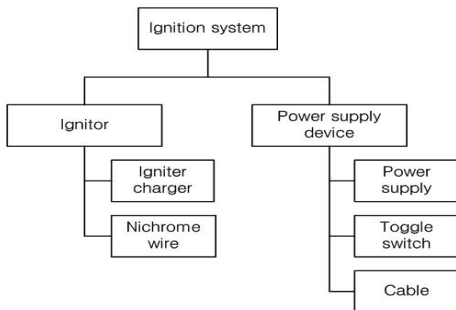 Ignition system
Ignitor
Power supply
device
Igniter
charger
Nichrome
wire
Power
supply
Toggle
switch
Cable